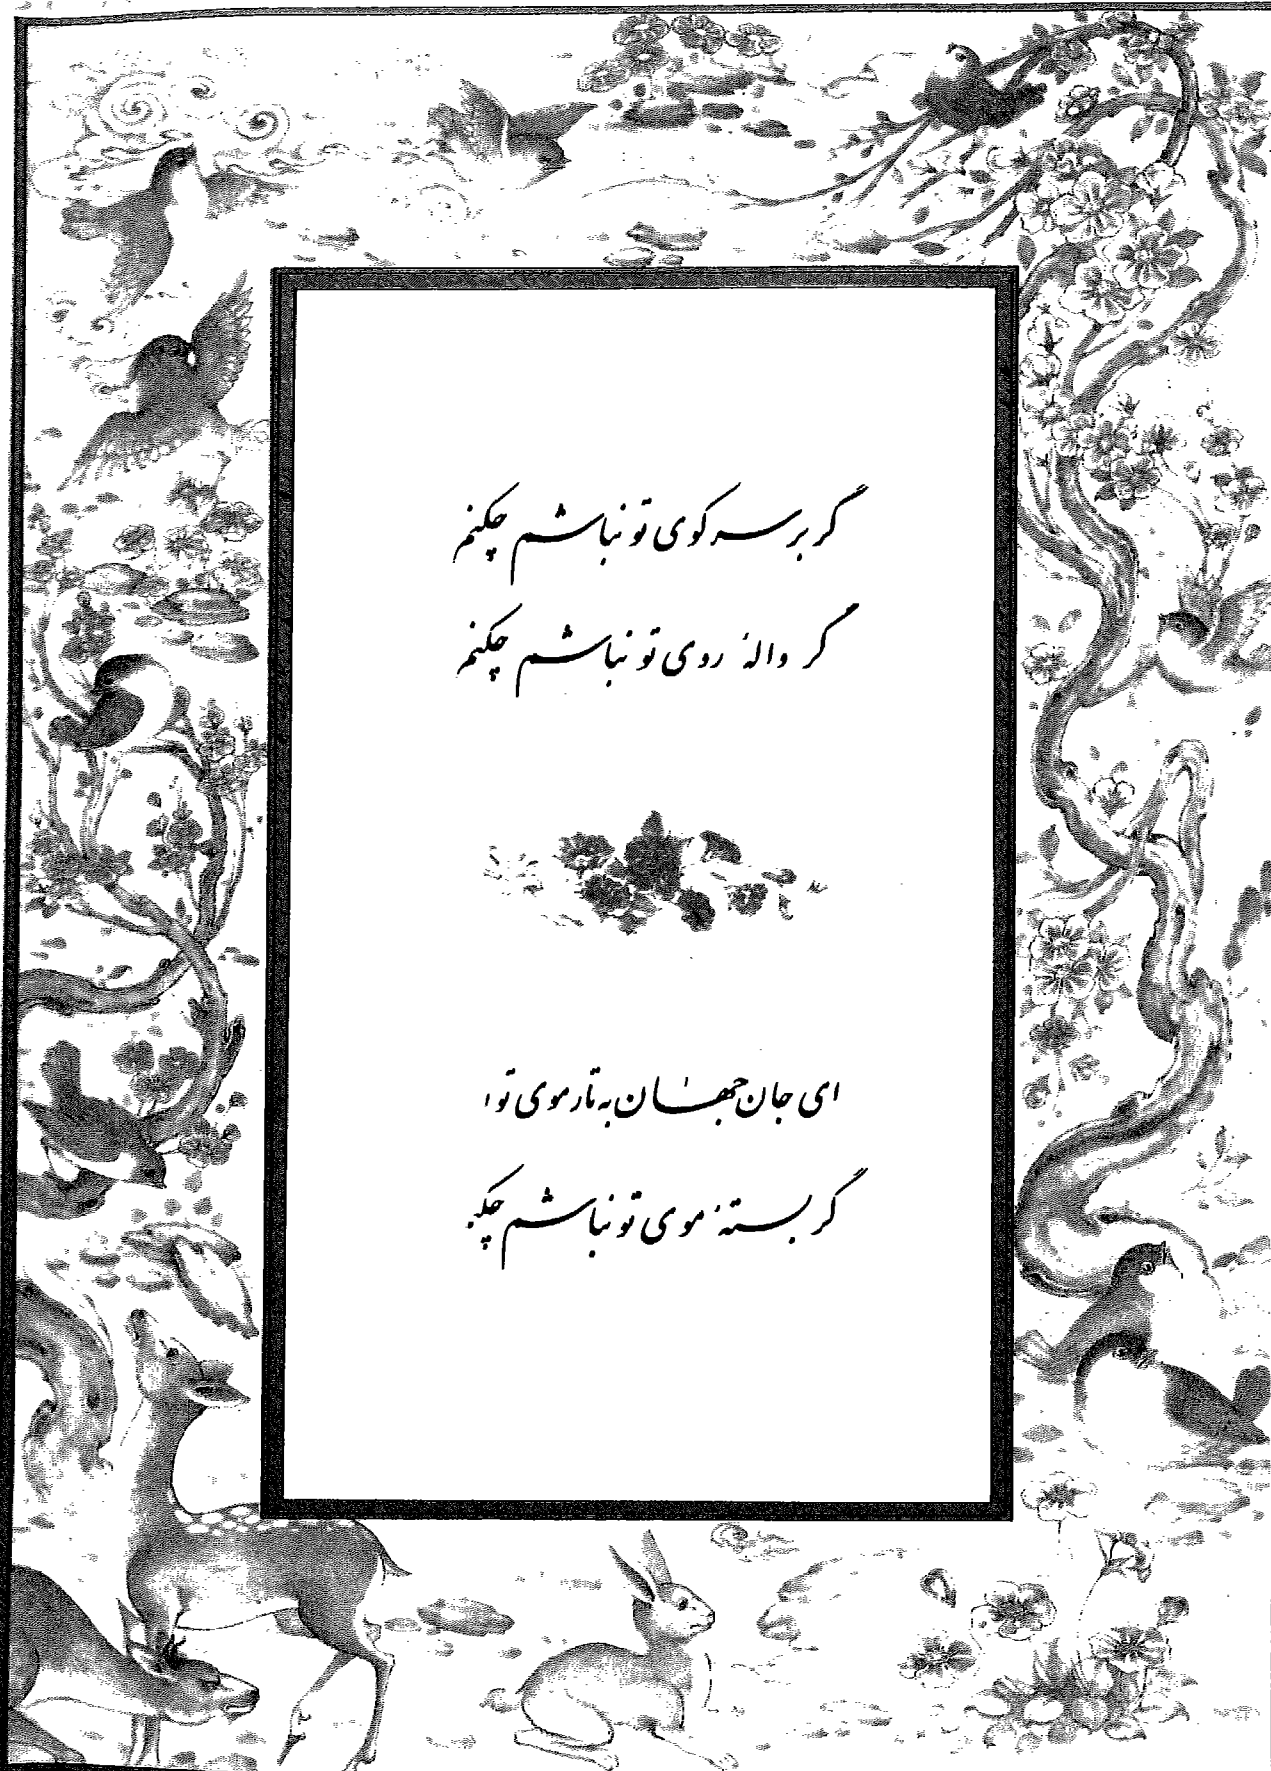 گر بر سر کوی تو نباشم چکنم
گر والهٔ روی تو نباشم چکنم
ای جان جهان به تار موی تو
گر بستهٔ موی تو نباشم